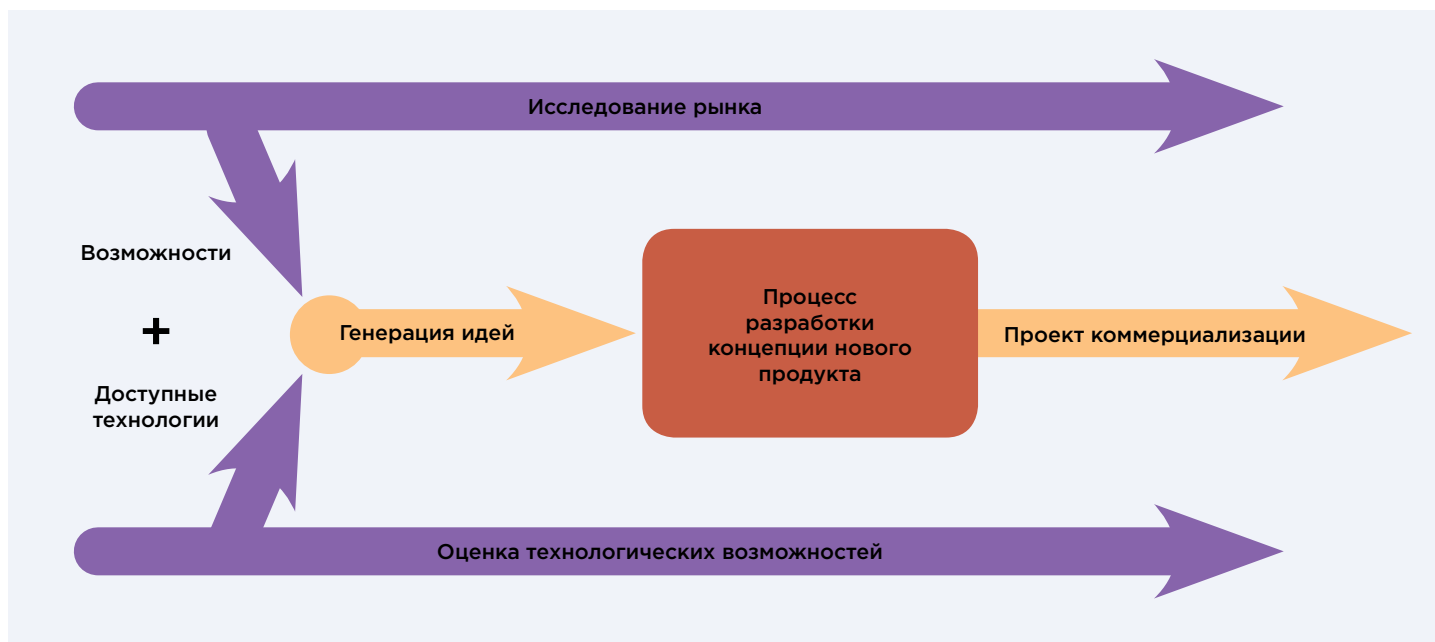 Исследование рынка
Возможности
+
Доступные
технологии
Генерация идей
Процесс
разработки
концепции нового
продукта
Проект коммерциализации
Оценка технологических возможностей